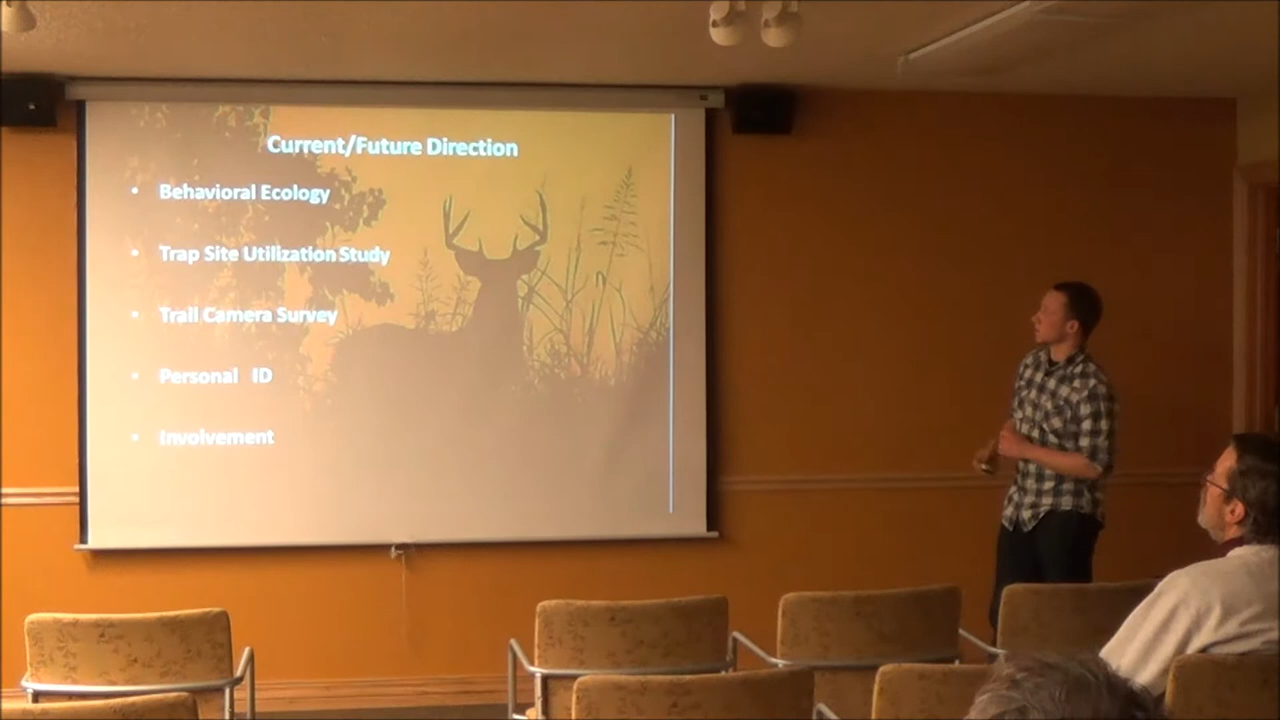 Current/Future Direction
• Behavioral Ecology
• Trap Site Utilization Study
• Trail Camera Survey
• Personal ID
• Involvement